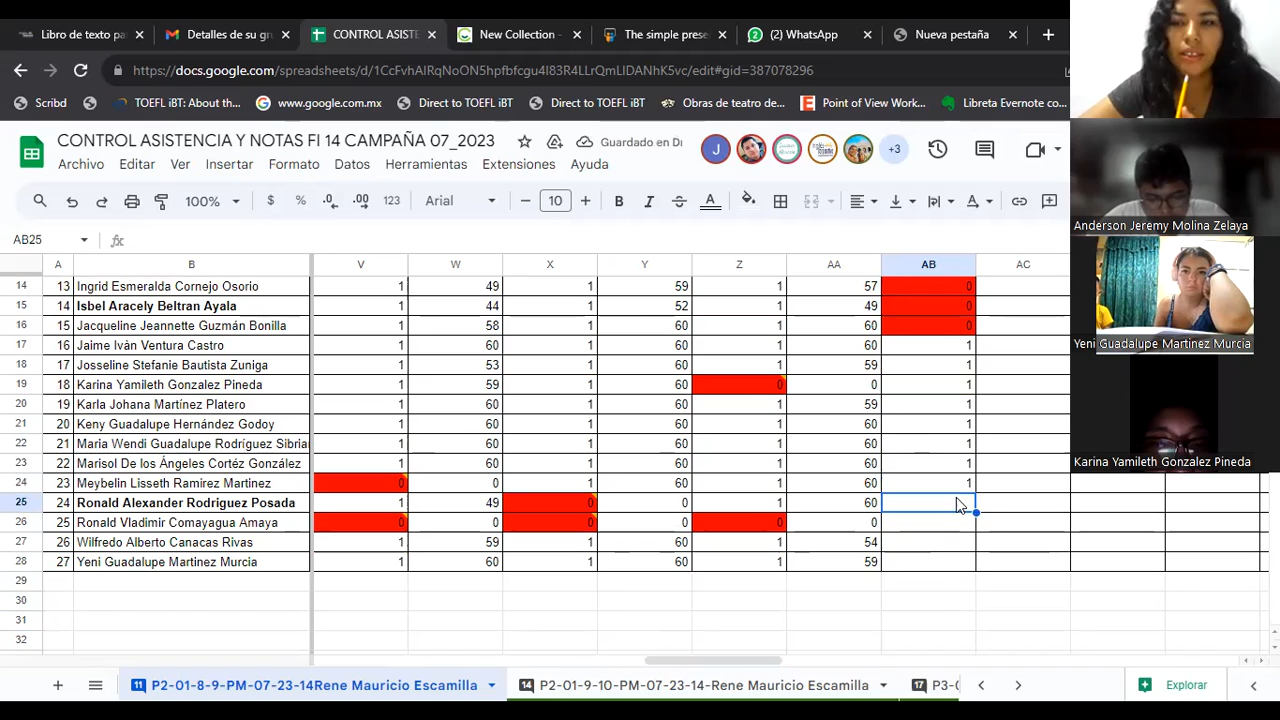 Libro de texto pa
Detalles de su gr
CONTROL ASISTE
New Collection -
The simple prese
(2) WhatsApp
Nueva pestaña
https://docs.google.com/spreadsheets/d/1CcFvhAIRqNoON5hpfbfcgu4I83R4LLrQmLIDANhK5vc/edit#gid=387078296
Scribd
TOEFL iBT: About th...
www.google.com.mx
Direct to TOEFL iBT
Direct to TOEFL iBT
Obras de teatro de...
Point of View Work...
Libreta Evernote co...
CONTROL ASISTENCIA Y NOTAS FI 14 CAMPAÑA 07_2023
Guardado en Dr
J
+3
Archivo Editar Ver Insertar Formato Datos Herramientas Extensiones Ayuda
100% $ % .0 .00 123 Arial 10 B I A
AB25 fx
A B V W X Y Z AA AB AC
14 13 Ingrid Esmeralda Cornejo Osorio 1 49 1 59 1 57 0
15 14 Isbel Aracely Beltran Ayala 1 44 1 52 1 49 0
16 15 Jacqueline Jeannette Guzmán Bonilla 1 58 1 60 1 60 0
17 16 Jaime Iván Ventura Castro 1 60 1 60 1 60 1
18 17 Josseline Stefanie Bautista Zuniga 1 53 1 60 1 59 1
19 18 Karina Yamileth Gonzalez Pineda 1 59 1 60 0 0 1
20 19 Karla Johana Martínez Platero 1 60 1 60 1 59 1
21 20 Keny Guadalupe Hernández Godoy 1 60 1 60 1 60 1
22 21 Maria Wendi Guadalupe Rodríguez Sibrian 1 60 1 60 1 60 1
23 22 Marisol De los Ángeles Cortéz González 1 60 1 60 1 60 1
24 23 Meybelin Lisseth Ramirez Martinez 0 0 1 60 1 60 1
25 24 Ronald Alexander Rodriguez Posada 1 49 0 0 1 60
26 25 Ronald Vladimir Comayagua Amaya 0 0 0 0 0 0
27 26 Wilfredo Alberto Canacas Rivas 1 59 1 60 1 54
28 27 Yeni Guadalupe Martinez Murcia 1 60 1 60 1 59
29
30
31
32
11 P2-01-8-9-PM-07-23-14Rene Mauricio Escamilla
14 P2-01-9-10-PM-07-23-14-Rene Mauricio Escamilla
17 P3-0
Explorar
Anderson Jeremy Molina Zelaya
Yeni Guadalupe Martinez Murcia
Karina Yamileth Gonzalez Pineda